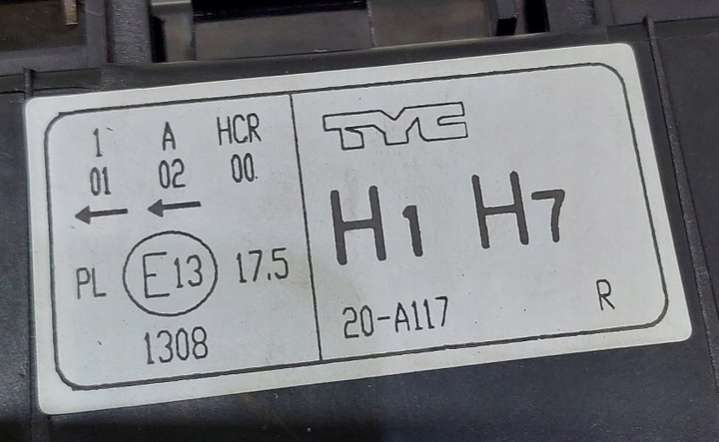 1 A HCR
01 02 00
← ←
PL E13 17.5
1308
TYC
H1 H7
20-A117 R